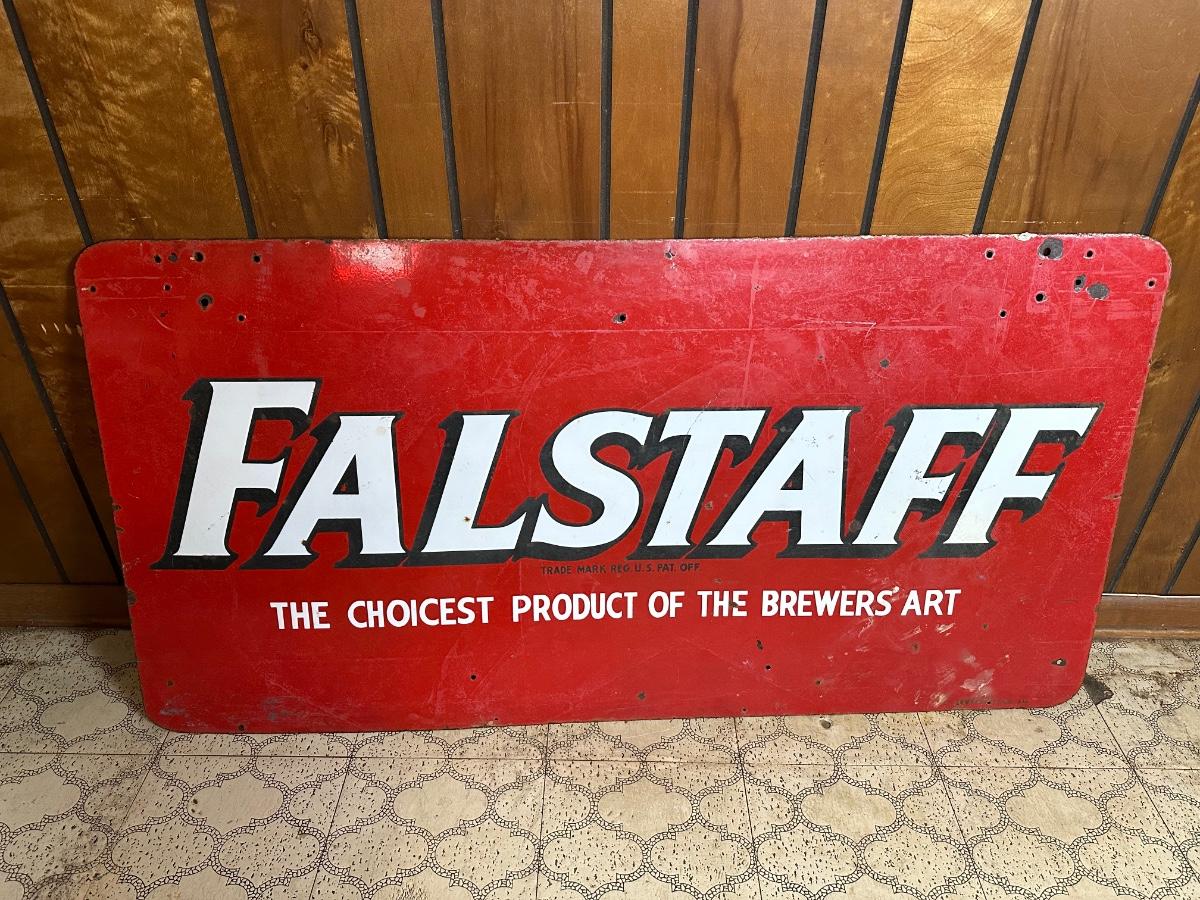 FALSTAFF
TRADE MARK REG. U.S. PAT. OFF.
THE CHOICEST PRODUCT OF THE BREWERS' ART